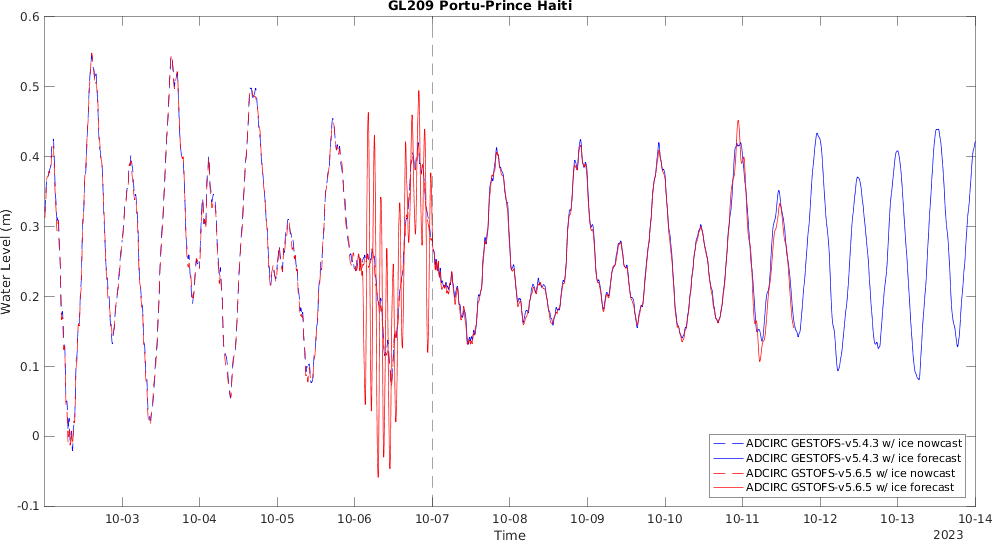 GL209 Portu-Prince Haiti
0.6
0.5
0.4
0.3
0.2
0.1
0
-0.1
Water Level (m)
10-03 10-04 10-05 10-06 10-07 10-08 10-09 10-10 10-11 10-12 10-13 10-14
Time
2023
ADCIRC GESTOFS-v5.4.3 w/ ice nowcast
ADCIRC GESTOFS-v5.4.3 w/ ice forecast
ADCIRC GSTOFS-v5.6.5 w/ ice nowcast
ADCIRC GSTOFS-v5.6.5 w/ ice forecast